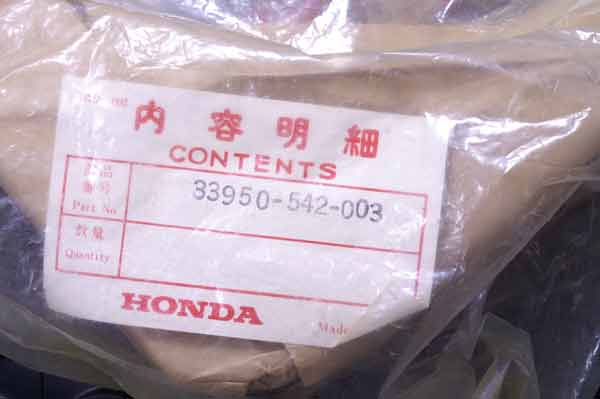 内容明細
CONTENTS
部品
番号
Part No
33950-542-003
数量
Quantity
HONDA
Made